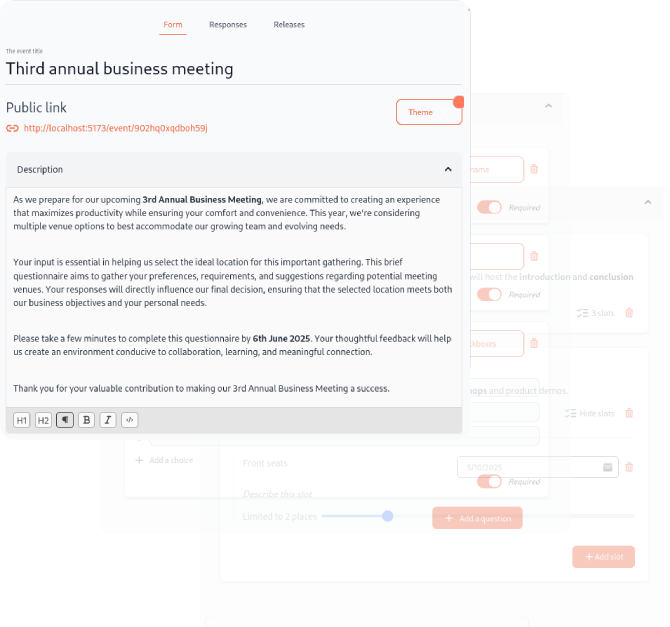 Form Responses Releases
The event title
Third annual business meeting
Public link
Theme
http://localhost:5173/event/902hq0xqdboh59j
Description
As we prepare for our upcoming 3rd Annual Business Meeting, we are committed to creating an experience
that maximizes productivity while ensuring your comfort and convenience. This year, we're considering
multiple venue options to best accommodate our growing team and evolving needs.
Your input is essential in helping us select the ideal location for this important gathering. This brief
questionnaire aims to gather your preferences, requirements, and suggestions regarding potential meeting
venues. Your responses will directly influence our final decision, ensuring that the selected location meets both
our business objectives and your personal needs.
Please take a few minutes to complete this questionnaire by 6th June 2025. Your thoughtful feedback will help
us create an environment conducive to collaboration, learning, and meaningful connection.
Thank you for your valuable contribution to making our 3rd Annual Business Meeting a success.
H1 H2 ¶ B I </>
name
Required
will host the introduction and conclusion
Required
3 slots
and product demos.
Hide slots
Add a choice
Front seats
5/10/2025
Required
Describe this slot
Limited to 2 places
+ Add a question
+ Add slot